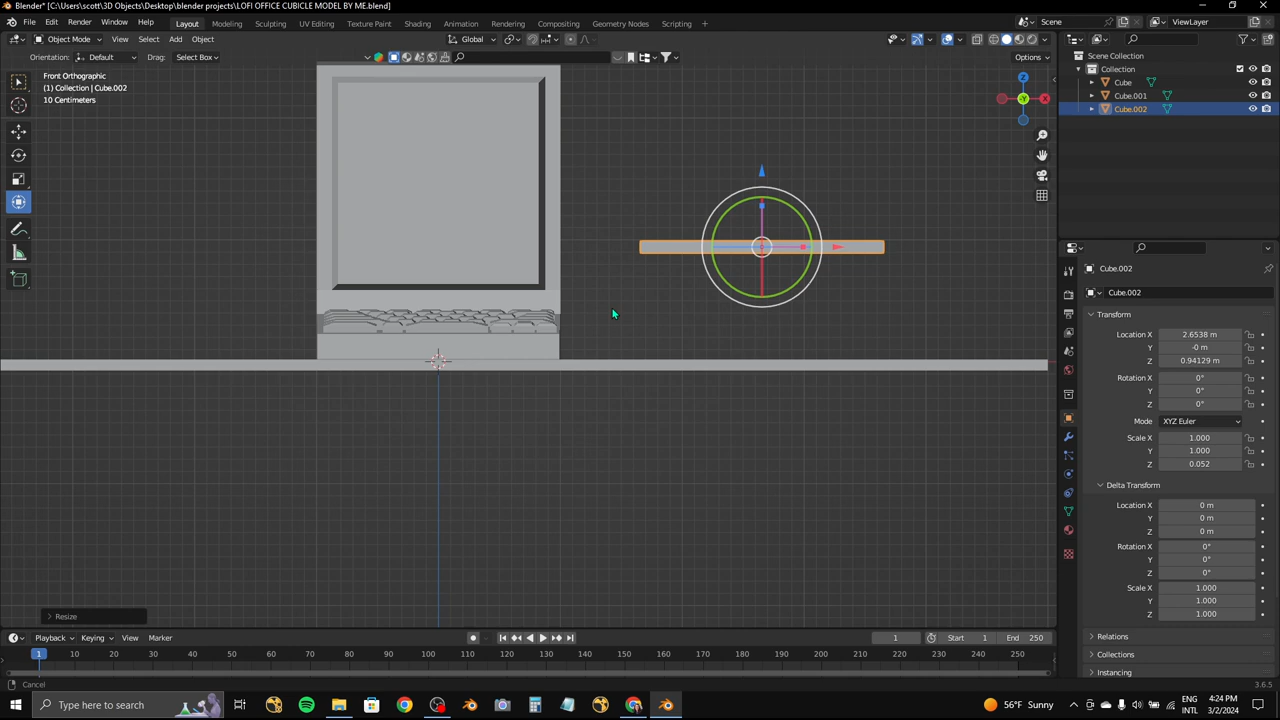 Blender* [C:\Users\scott\3D Objects\Desktop\blender projects\LOFI OFFICE CUBICLE MODEL BY ME.blend]
File Edit Render Window Help Layout Modeling Sculpting UV Editing Texture Paint Shading Animation Rendering Compositing Geometry Nodes Scripting + Scene ViewLayer
Object Mode View Select Add Object Global
Orientation: Default Drag: Select Box Options
Front Orthographic
(1) Collection | Cube.002
10 Centimeters
X
Y
Z
Scene Collection
Collection
Cube
Cube.001
Cube.002
Cube.002
Cube.002
Transform
Location X 2.6538 m
Y -0 m
Z 0.94129 m
Rotation X 0°
Y 0°
Z 0°
Mode XYZ Euler
Scale X 1.000
Y 1.000
Z 0.052
Delta Transform
Location X 0 m
Y 0 m
Z 0 m
Rotation X 0°
Y 0°
Z 0°
Scale X 1.000
Y 1.000
Z 1.000
Relations
Collections
Instancing
Resize
Playback Keying View Marker 1 Start 1 End 250
1 10 20 30 40 50 60 70 80 90 100 110 120 130 140 150 160 170 180 190 200 210 220 230 240 250
Cancel 3.6.5
Type here to search 56°F Sunny ENG INTL 4:24 PM 3/2/2024